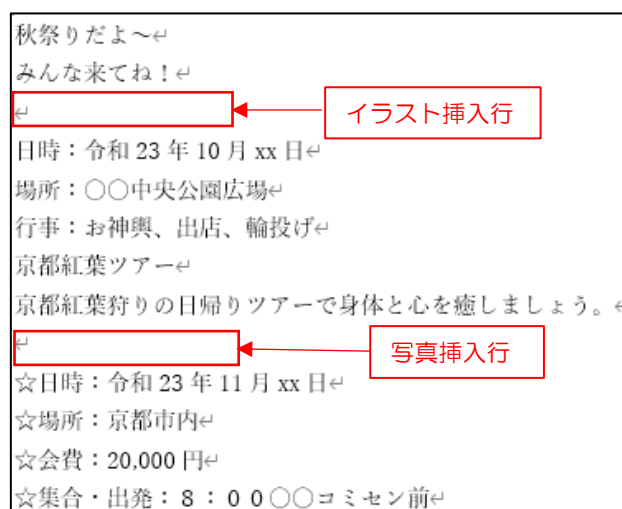 秋祭りだよ～↵
みんな来てね！↵
↵
イラスト挿入行
日時：令和 23 年 10 月 xx 日↵
場所：〇〇中央公園広場↵
行事：お神輿、出店、輪投げ↵
京都紅葉ツアー↵
京都紅葉狩りの日帰りツアーで身体と心を癒しましょう。↵
↵
写真挿入行
☆日時：令和 23 年 11 月 xx 日↵
☆場所：京都市内↵
☆会費：20,000 円↵
☆集合・出発：８：００〇〇コミセン前↵